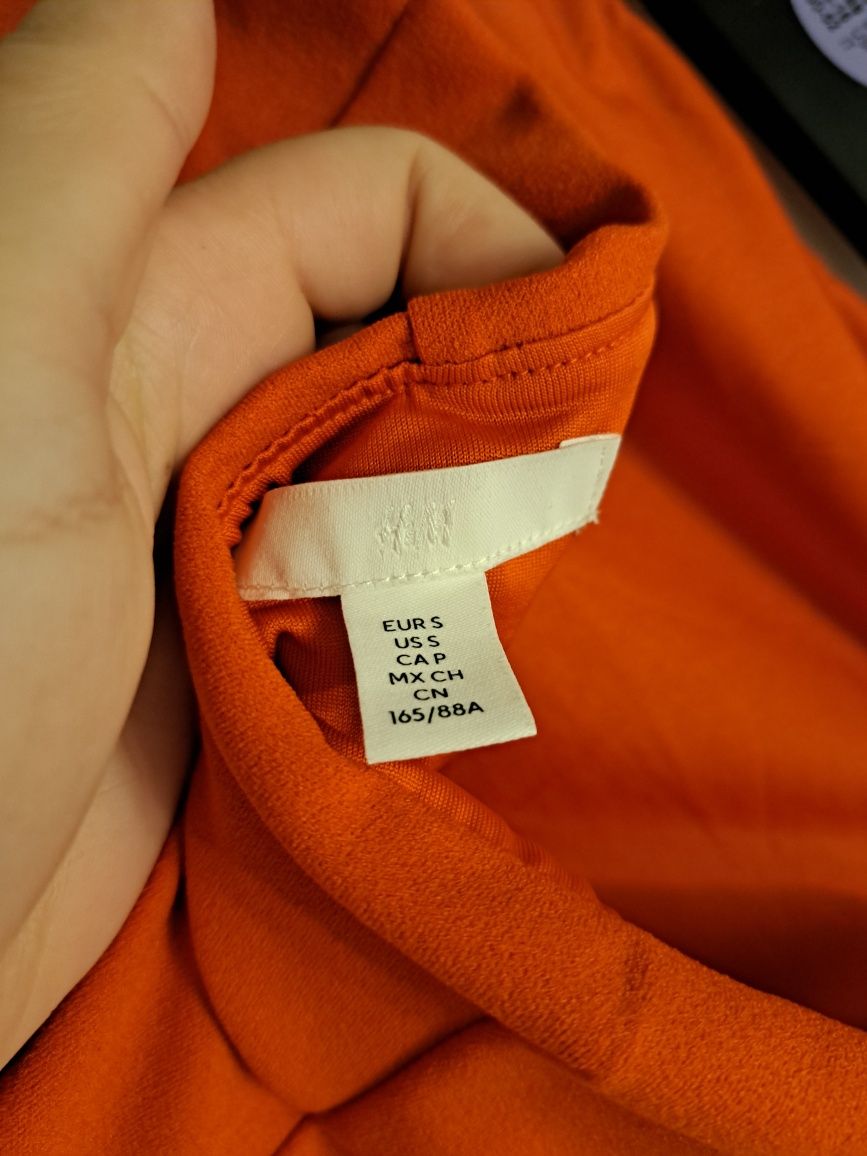 H&M
EUR S
US S
CA P
MX CH
CN
165/88A